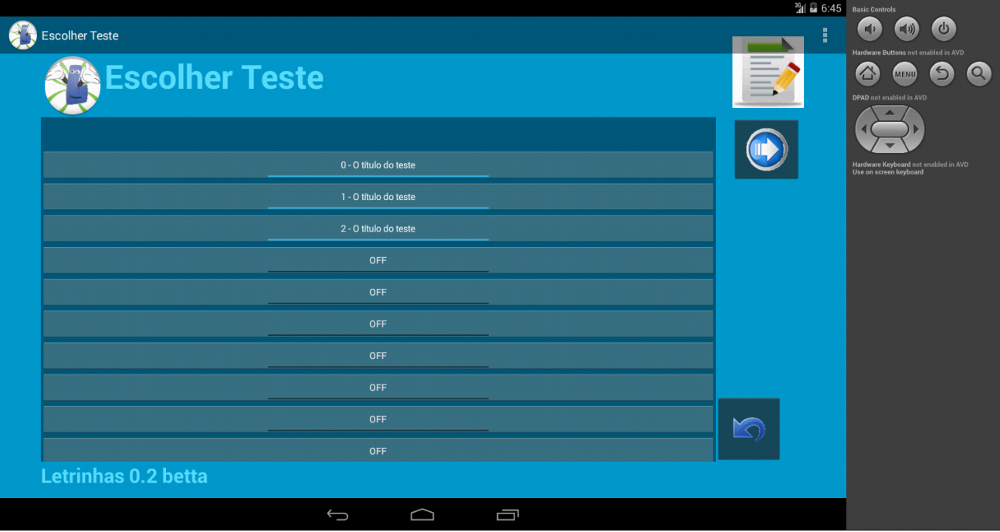 3G 6:45
Escolher Teste
Escolher Teste
0 - O título do teste
1 - O título do teste
2 - O título do teste
OFF
OFF
OFF
OFF
OFF
OFF
OFF
Letrinhas 0.2 betta
Basic Controls
Hardware Buttons not enabled in AVD
MENU
DPAD not enabled in AVD
Hardware Keyboard not enabled in AVD
Use on screen keyboard